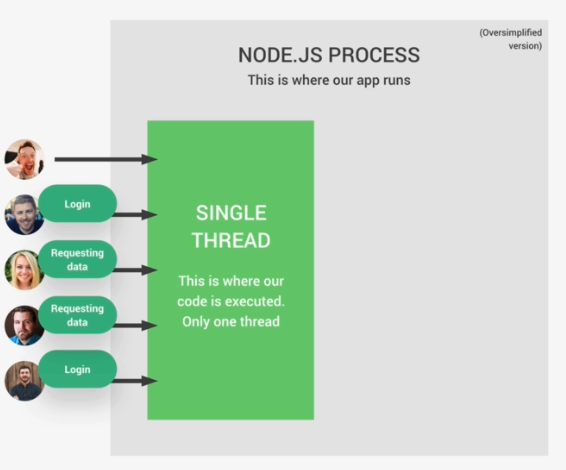 (Oversimplified
version)
NODE.JS PROCESS
This is where our app runs
Login
Requesting
data
Requesting
data
Login
SINGLE
THREAD
This is where our
code is executed.
Only one thread